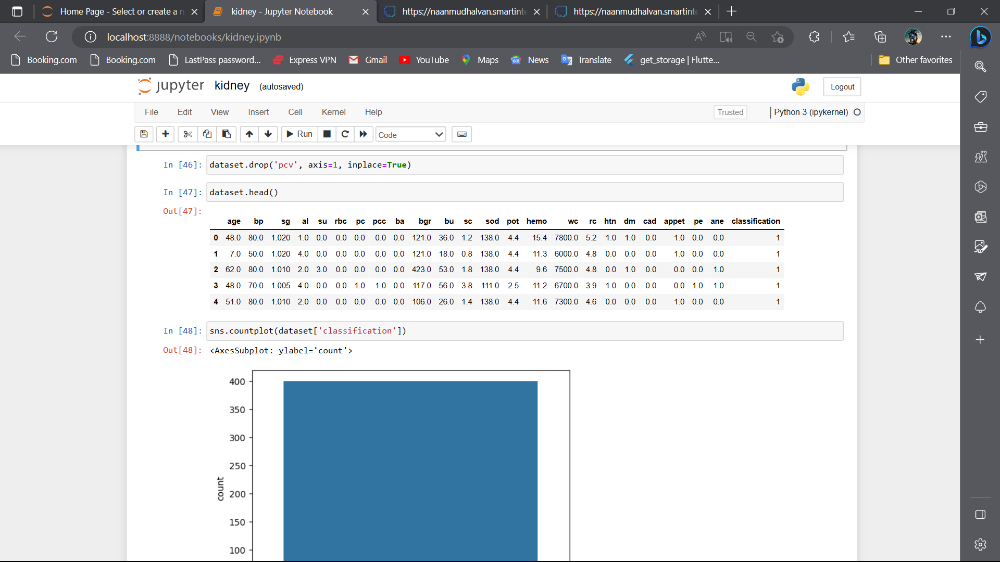 Home Page - Select or create a n
kidney - Jupyter Notebook
https://naanmudhalvan.smartinte
https://naanmudhalvan.smartinte
localhost:8888/notebooks/kidney.ipynb
Booking.com Booking.com LastPass password... Express VPN Gmail YouTube Maps News Translate get_storage | Flutte... Other favorites
jupyter kidney (autosaved) Logout
File Edit View Insert Cell Kernel Help Trusted Python 3 (ipykernel)
Run Code
In [46]: dataset.drop('pcv', axis=1, inplace=True)
In [47]: dataset.head()
Out[47]:
age bp sg al su rbc pc pcc ba bgr bu sc sod pot hemo wc rc htn dm cad appet pe ane classification
0 48.0 80.0 1.020 1.0 0.0 0.0 0.0 0.0 0.0 121.0 36.0 1.2 138.0 4.4 15.4 7800.0 5.2 1.0 1.0 0.0 1.0 0.0 0.0 1
1 7.0 50.0 1.020 4.0 0.0 0.0 0.0 0.0 0.0 121.0 18.0 0.8 138.0 4.4 11.3 6000.0 4.8 0.0 0.0 0.0 1.0 0.0 0.0 1
2 62.0 80.0 1.010 2.0 3.0 0.0 0.0 0.0 0.0 423.0 53.0 1.8 138.0 4.4 9.6 7500.0 4.8 0.0 1.0 0.0 0.0 0.0 1.0 1
3 48.0 70.0 1.005 4.0 0.0 0.0 1.0 1.0 0.0 117.0 56.0 3.8 111.0 2.5 11.2 6700.0 3.9 1.0 0.0 0.0 0.0 1.0 1.0 1
4 51.0 80.0 1.010 2.0 0.0 0.0 0.0 0.0 0.0 106.0 26.0 1.4 138.0 4.4 11.6 7300.0 4.6 0.0 0.0 0.0 1.0 0.0 0.0 1
In [48]: sns.countplot(dataset['classification'])
Out[48]: <AxesSubplot: ylabel='count'>
400
350
300
250
count
200
150
100